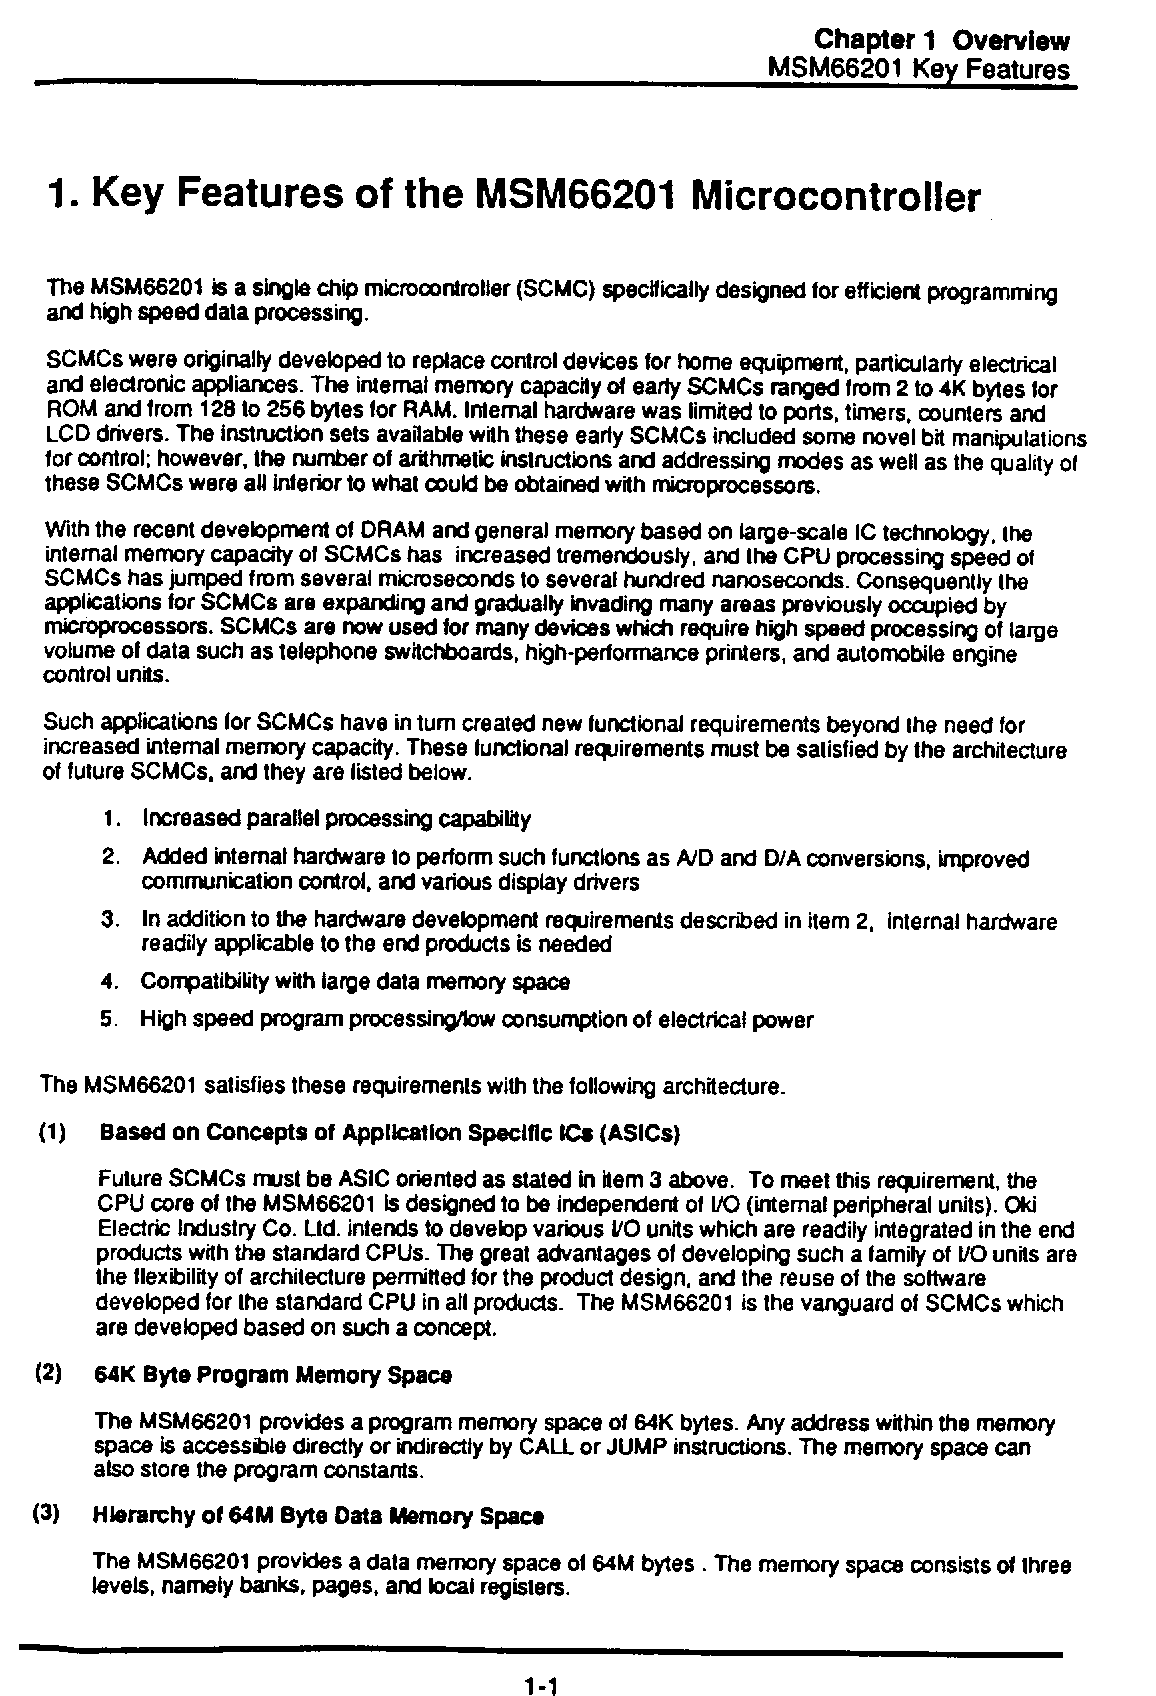 Chapter 1 Overview
MSM66201 Key Features
1. Key Features of the MSM66201 Microcontroller
The MSM66201 is a single chip microcontroller (SCMC) specifically designed for efficient programming
and high speed data processing.
SCMCs were originally developed to replace control devices for home equipment, particularly electrical
and electronic appliances. The internal memory capacity of early SCMCs ranged from 2 to 4K bytes for
ROM and from 128 to 256 bytes for RAM. Internal hardware was limited to ports, timers, counters and
LCD drivers. The instruction sets available with these early SCMCs included some novel bit manipulations
for control; however, the number of arithmetic instructions and addressing modes as well as the quality of
these SCMCs were all inferior to what could be obtained with microprocessors.
With the recent development of DRAM and general memory based on large-scale IC technology, the
internal memory capacity of SCMCs has increased tremendously, and the CPU processing speed of
SCMCs has jumped from several microseconds to several hundred nanoseconds. Consequently the
applications for SCMCs are expanding and gradually invading many areas previously occupied by
microprocessors. SCMCs are now used for many devices which require high speed processing of large
volume of data such as telephone switchboards, high-performance printers, and automobile engine
control units.
Such applications for SCMCs have in turn created new functional requirements beyond the need for
increased internal memory capacity. These functional requirements must be satisfied by the architecture
of future SCMCs, and they are listed below.
1. Increased parallel processing capability
2. Added internal hardware to perform such functions as A/D and D/A conversions, improved
communication control, and various display drivers
3. In addition to the hardware development requirements described in item 2, internal hardware
readily applicable to the end products is needed
4. Compatibility with large data memory space
5. High speed program processing/low consumption of electrical power
The MSM66201 satisfies these requirements with the following architecture.
(1) Based on Concepts of Application Specific ICs (ASICs)
Future SCMCs must be ASIC oriented as stated in item 3 above. To meet this requirement, the
CPU core of the MSM66201 is designed to be independent of I/O (internal peripheral units). Oki
Electric Industry Co. Ltd. intends to develop various I/O units which are readily integrated in the end
products with the standard CPUs. The great advantages of developing such a family of I/O units are
the flexibility of architecture permitted for the product design, and the reuse of the software
developed for the standard CPU in all products. The MSM66201 is the vanguard of SCMCs which
are developed based on such a concept.
(2) 64K Byte Program Memory Space
The MSM66201 provides a program memory space of 64K bytes. Any address within the memory
space is accessible directly or indirectly by CALL or JUMP instructions. The memory space can
also store the program constants.
(3) Hierarchy of 64M Byte Data Memory Space
The MSM66201 provides a data memory space of 64M bytes . The memory space consists of three
levels, namely banks, pages, and local registers.
1-1